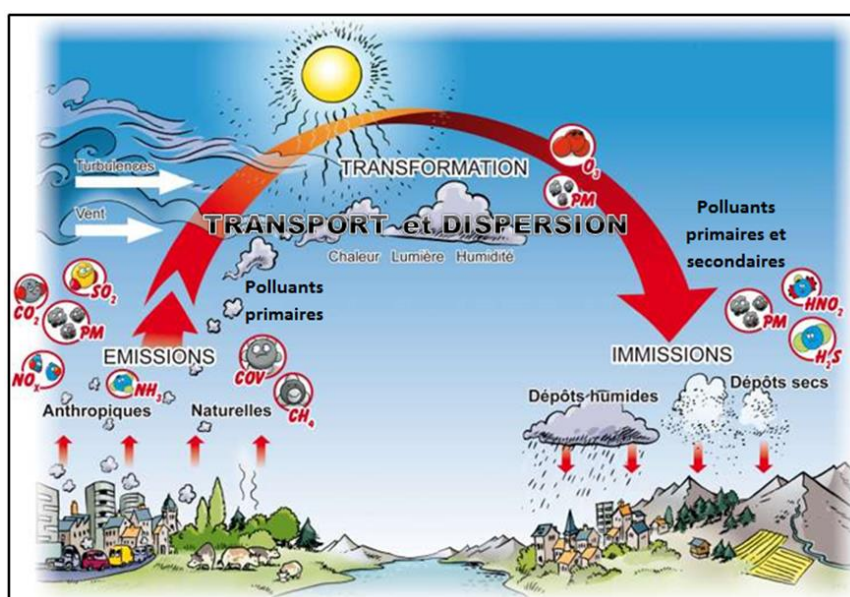 Turbulences
TRANSFORMATION
O3
PM
Vent
TRANSPORT et DISPERSION
Chaleur Lumière Humidité
Polluants
primaires et
secondaires
Polluants
primaires
CO2
SO2
PM
NOx
NH3
EMISSIONS
COV
CH4
Anthropiques
Naturelles
HNO2
PM
H2S
IMMISSIONS
Dépôts humides
Dépôts secs